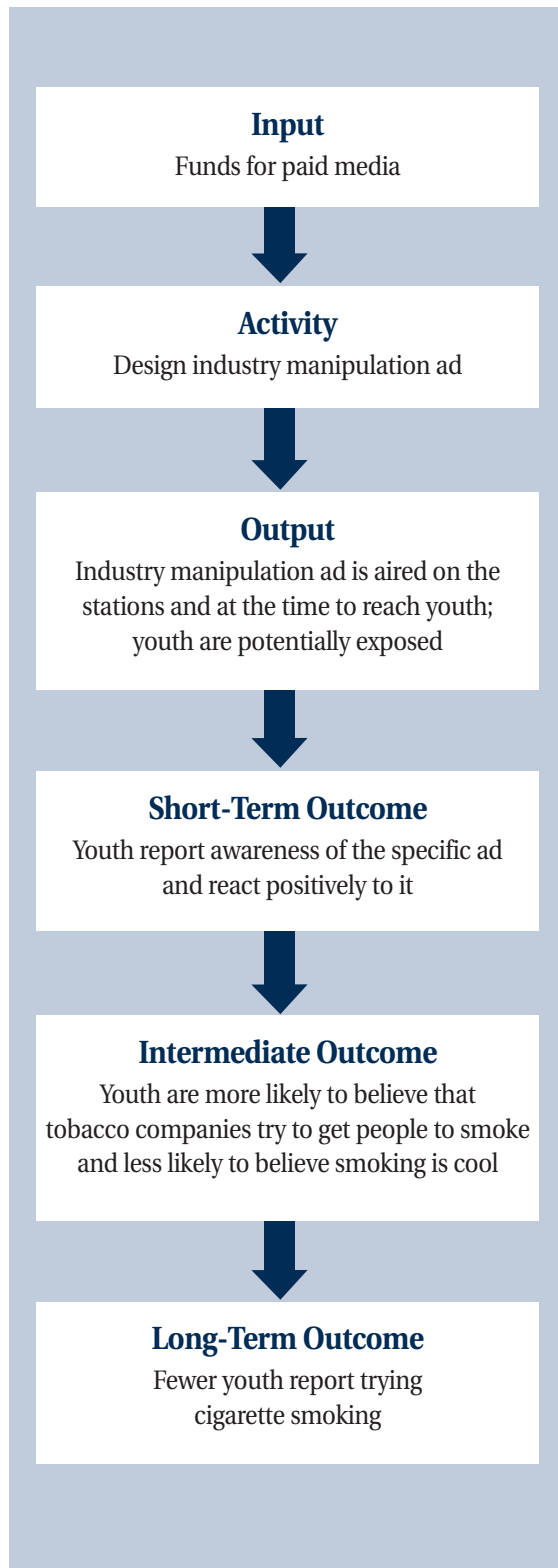 Input
Funds for paid media
Activity
Design industry manipulation ad
Output
Industry manipulation ad is aired on the
stations and at the time to reach youth;
youth are potentially exposed
Short-Term Outcome
Youth report awareness of the specific ad
and react positively to it
Intermediate Outcome
Youth are more likely to believe that
tobacco companies try to get people to smoke
and less likely to believe smoking is cool
Long-Term Outcome
Fewer youth report trying
cigarette smoking